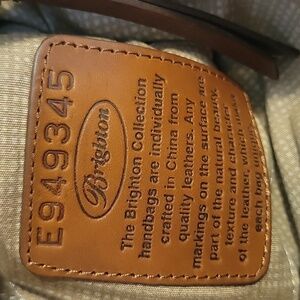 E949345
Brighton
The Brighton Collection
handbags are individually
crafted in China from
quality leathers. Any
markings on the surface are
part of the natural beauty,
texture and character
of the leather, which makes
each bag